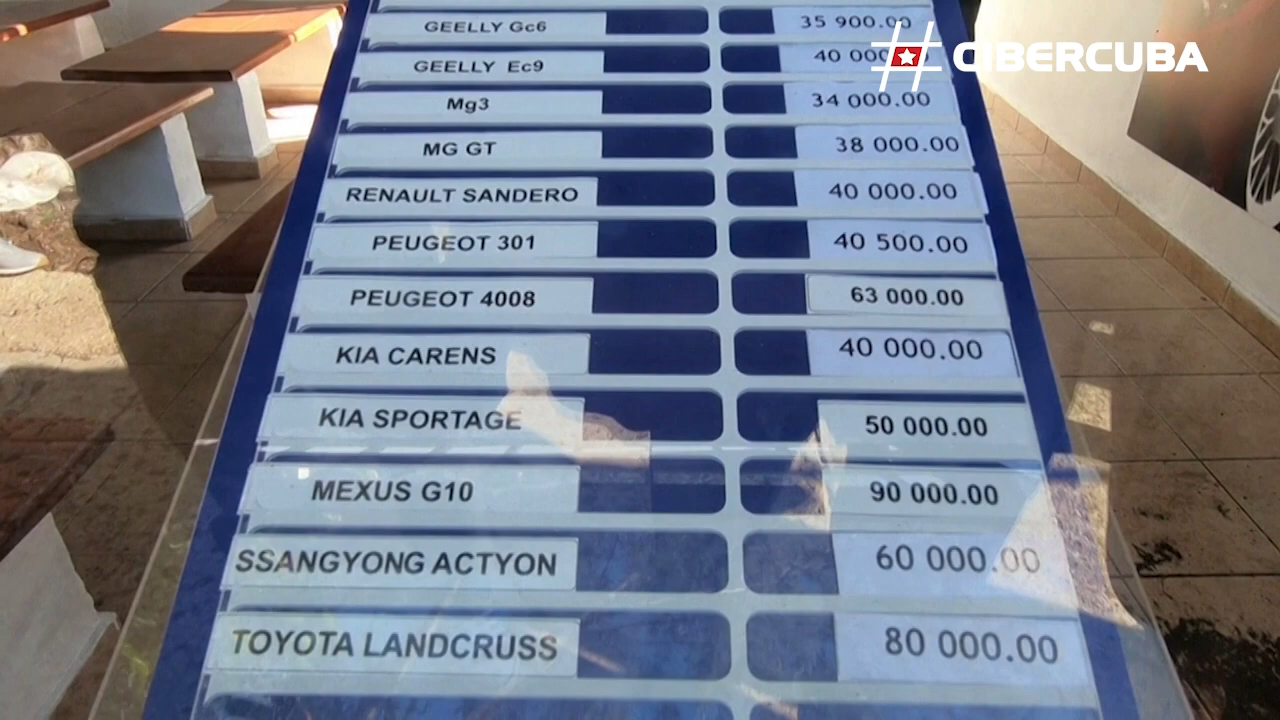 #CIBERCUBA
GEELLY Gc6 35 900.00
GEELLY Ec9 40 000
Mg3 34 000.00
MG GT 38 000.00
RENAULT SANDERO 40 000.00
PEUGEOT 301 40 500.00
PEUGEOT 4008 63 000.00
KIA CARENS 40 000.00
KIA SPORTAGE 50 000.00
MEXUS G10 90 000.00
SSANGYONG ACTYON 60 000.00
TOYOTA LANDCRUSS 80 000.00